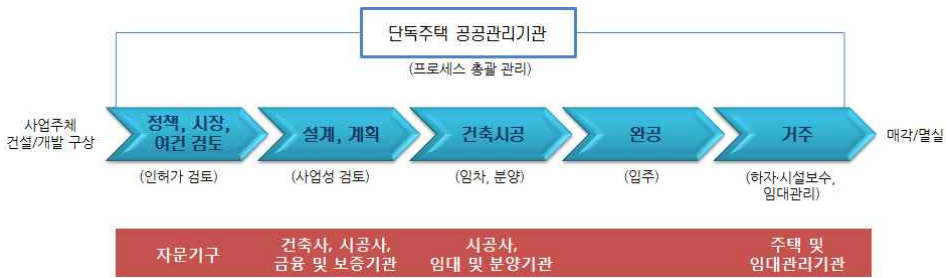 단독주택 공공관리기관
(프로세스 총괄 관리)
사업주체
건설/개발 구상
정책, 시장,
여건 검토
설계, 계획
건축시공
완공
거주
매각/멸실
(인허가 검토)
(사업성 검토)
(임차, 분양)
(입주)
(하자·시설보수,
임대관리)
자문기구
건축사, 시공사,
금융 및 보증기관
시공사,
임대 및 분양기관
주택 및
임대관리기관